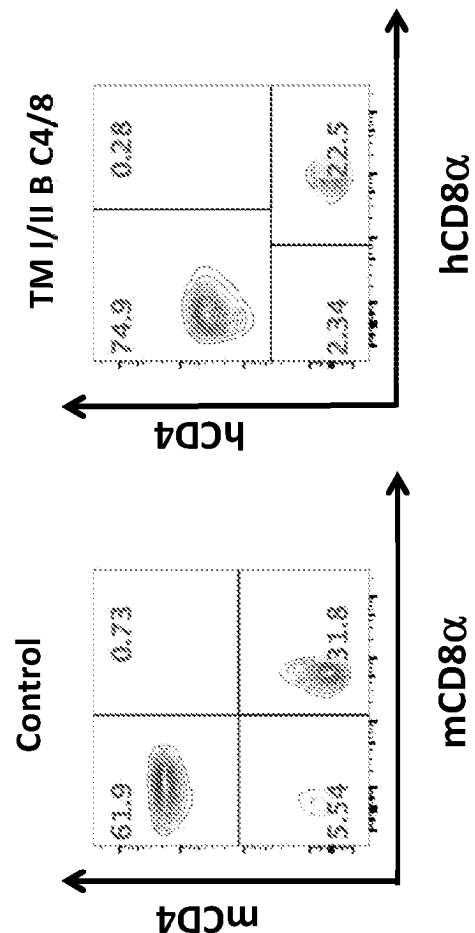 Control
mCD4
61.9
0.73
5.54
31.8
mCD8α
TM I/II B C4/8
hCD4
74.9
0.28
2.34
22.5
hCD8α